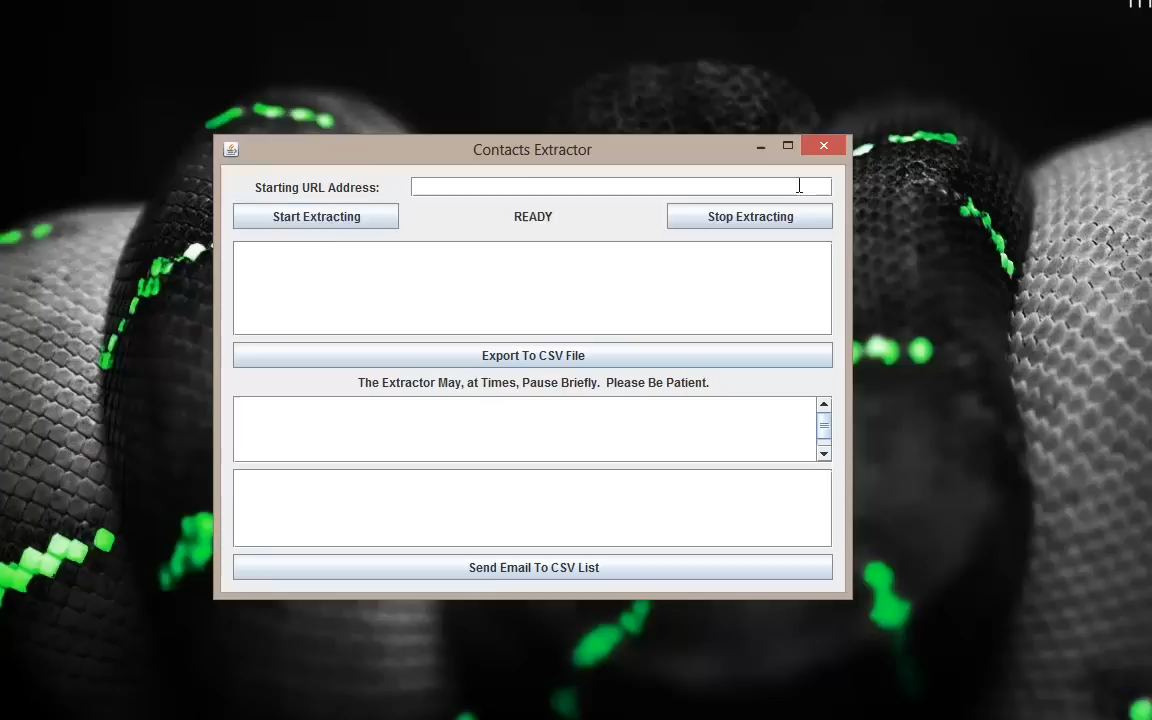 Contacts Extractor
Starting URL Address:
Start Extracting
READY
Stop Extracting
Export To CSV File
The Extractor May, at Times, Pause Briefly.  Please Be Patient.
Send Email To CSV List